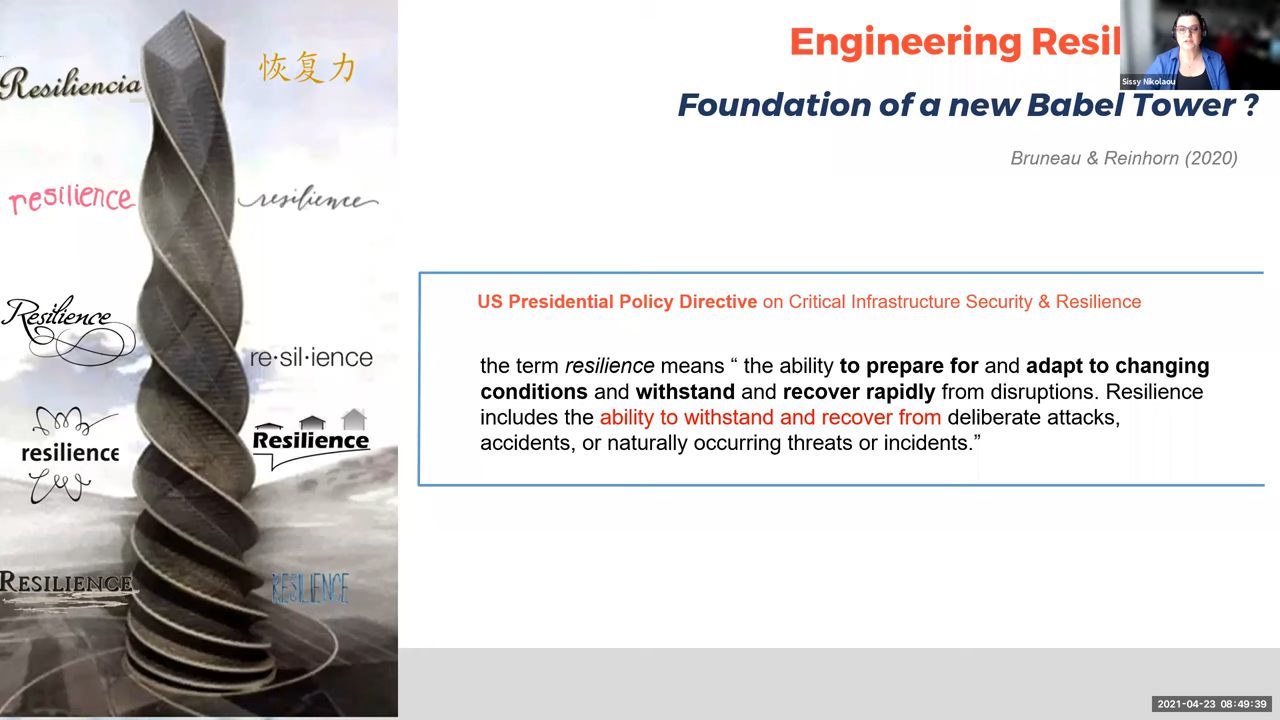 Engineering Resil
Sissy Nikolaou
Foundation of a new Babel Tower ?
Bruneau & Reinhorn (2020)
Resiliencia
恢复力
resilience
resilience
Resilience
re·sil·ience
resilience
Resilience
RESILIENCE
RESILIENCE
US Presidential Policy Directive on Critical Infrastructure Security & Resilience
the term resilience means “ the ability to prepare for and adapt to changing
conditions and withstand and recover rapidly from disruptions. Resilience
includes the ability to withstand and recover from deliberate attacks,
accidents, or naturally occurring threats or incidents.”
2021-04-23 08:49:39